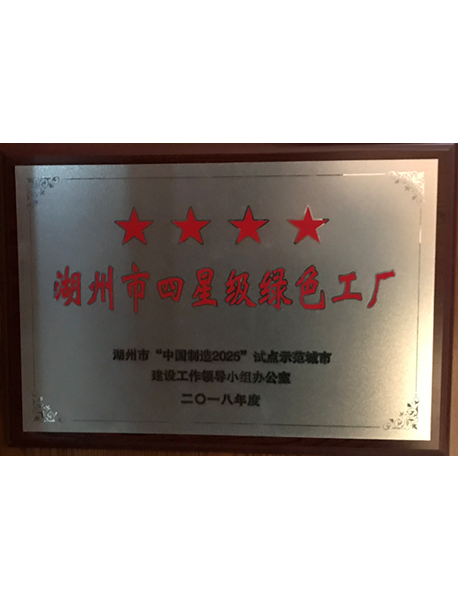 ★★★★
湖州市四星级绿色工厂
湖州市“中国制造2025”试点示范城市
建设工作领导小组办公室
二〇一八年度